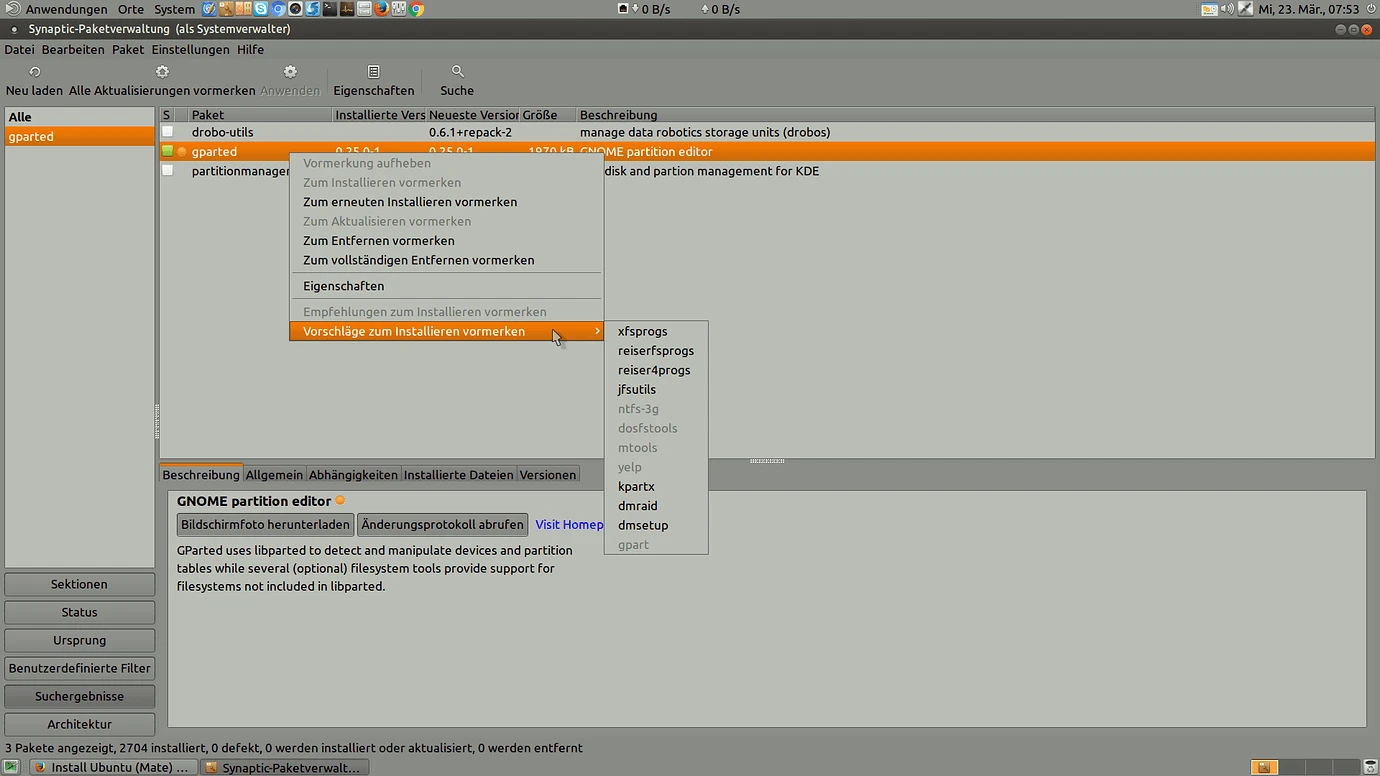 Anwendungen Orte System 0 B/s 0 B/s Mi, 23. Mär., 07:53
Synaptic-Paketverwaltung (als Systemverwalter)
Datei Bearbeiten Paket Einstellungen Hilfe
Neu laden Alle Aktualisierungen vormerken Anwenden Eigenschaften Suche
Alle
gparted
S Paket Installierte Vers Neueste Version Größe Beschreibung
drobo-utils 0.6.1+repack-2 manage data robotics storage units (drobos)
gparted 0.25.0-1 0.25.0-1 1970 kB GNOME partition editor
partitionmanager disk and partion management for KDE
Vormerkung aufheben
Zum Installieren vormerken
Zum erneuten Installieren vormerken
Zum Aktualisieren vormerken
Zum Entfernen vormerken
Zum vollständigen Entfernen vormerken
Eigenschaften
Empfehlungen zum Installieren vormerken
Vorschläge zum Installieren vormerken
xfsprogs
reiserfsprogs
reiser4progs
jfsutils
ntfs-3g
dosfstools
mtools
yelp
kpartx
dmraid
dmsetup
gpart
Beschreibung Allgemein Abhängigkeiten Installierte Dateien Versionen
GNOME partition editor
Bildschirmfoto herunterladen Änderungsprotokoll abrufen Visit Homep
GParted uses libparted to detect and manipulate devices and partition
tables while several (optional) filesystem tools provide support for
filesystems not included in libparted.
Sektionen
Status
Ursprung
Benutzerdefinierte Filter
Suchergebnisse
Architektur
3 Pakete angezeigt, 2704 installiert, 0 defekt, 0 werden installiert oder aktualisiert, 0 werden entfernt
Install Ubuntu (Mate) ... Synaptic-Paketverwalt...